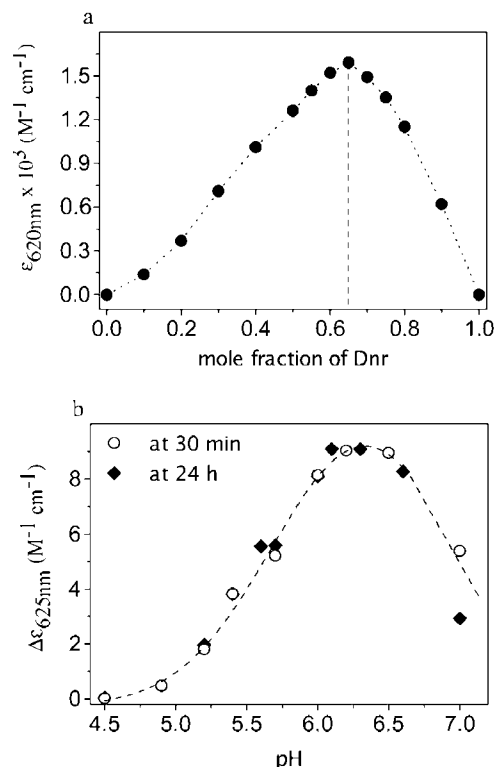 a
ε620nm x 10⁻³ (M⁻¹ cm⁻¹)
1.5
1.2
0.9
0.6
0.3
0.0
0.0 0.2 0.4 0.6 0.8 1.0
mole fraction of Dnr
b
at 30 min
at 24 h
Δε625nm (M⁻¹ cm⁻¹)
8
6
4
2
0
4.5 5.0 5.5 6.0 6.5 7.0
pH